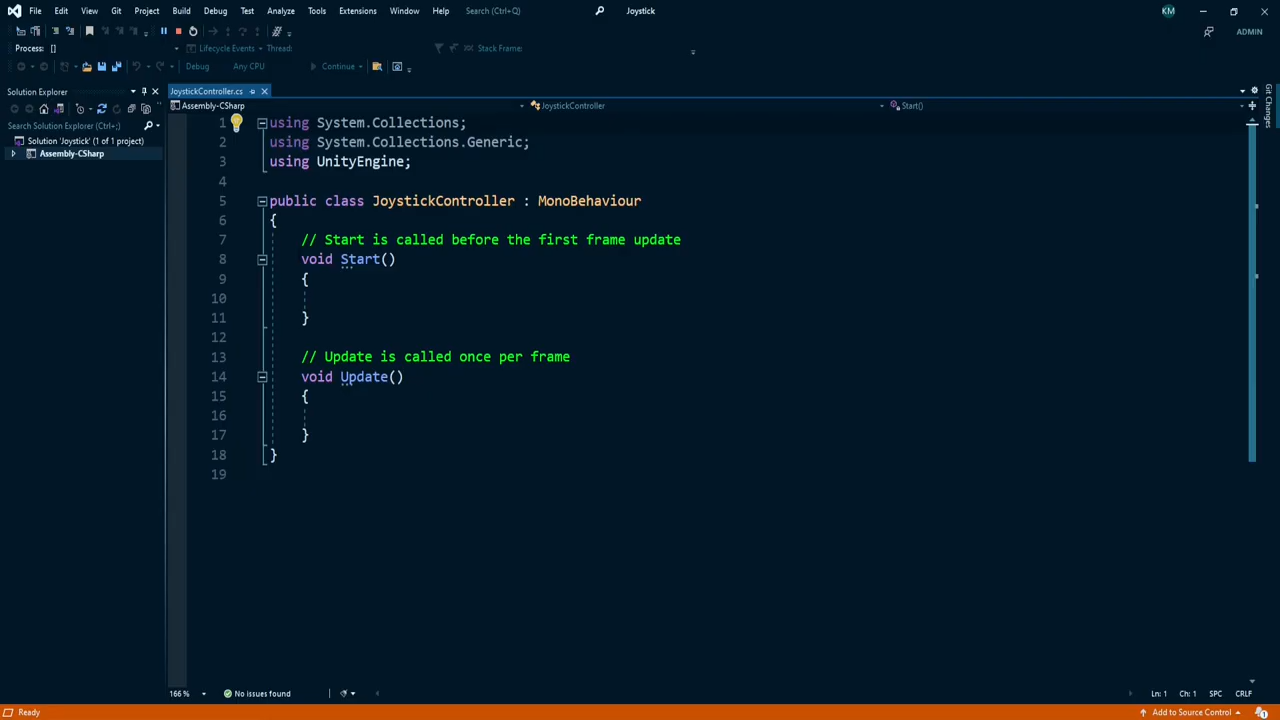 File Edit View Git Project Build Debug Test Analyze Tools Extensions Window Help Search (Ctrl+Q) Joystick KM
ADMIN
Process: [] Lifecycle Events Thread: Stack Frame:
Debug Any CPU Continue
Solution Explorer
JoystickController.cs
Git Changes
Assembly-CSharp JoystickController Start()
Search Solution Explorer (Ctrl+;)
Solution 'Joystick' (1 of 1 project)
Assembly-CSharp
1 using System.Collections;
2 using System.Collections.Generic;
3 using UnityEngine;
4
5 public class JoystickController : MonoBehaviour
6 {
7 // Start is called before the first frame update
8 void Start()
9 {
10
11 }
12
13 // Update is called once per frame
14 void Update()
15 {
16
17 }
18 }
19
166 % No issues found Ln: 1 Ch: 1 SPC CRLF
Ready Add to Source Control 1